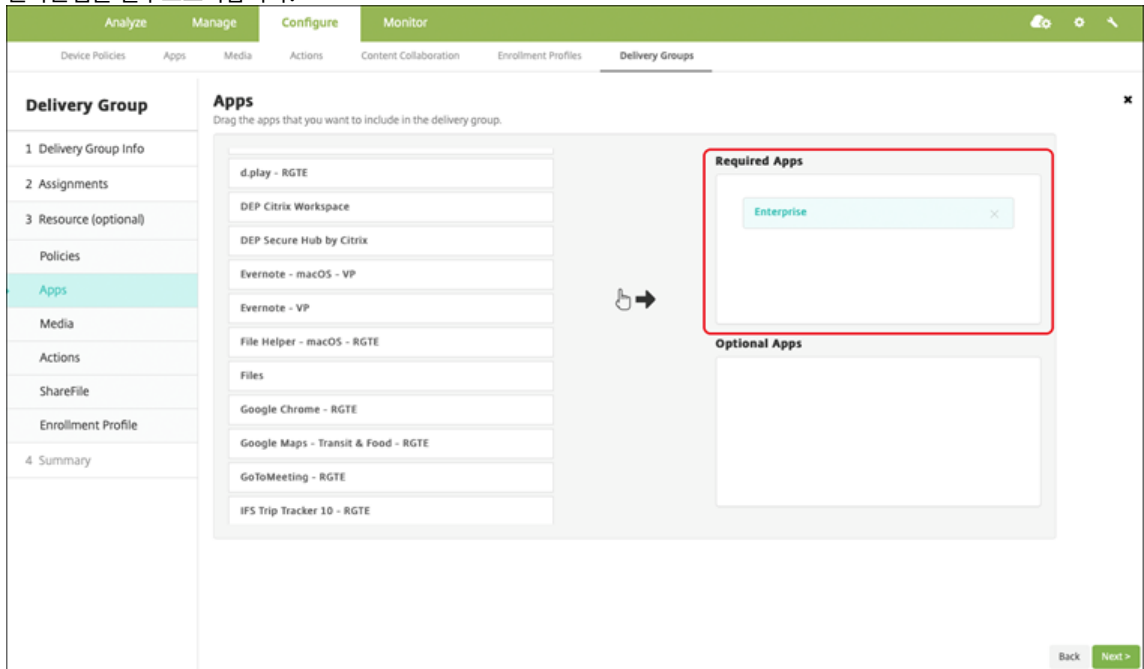 Analyze Manage Configure Monitor
Device Policies Apps Media Actions Content Collaboration Enrollment Profiles Delivery Groups
Delivery Group
1 Delivery Group Info
2 Assignments
3 Resource (optional)
Policies
Apps
Media
Actions
ShareFile
Enrollment Profile
4 Summary
Apps
Drag the apps that you want to include in the delivery group.
d.play - RGTE
DEP Citrix Workspace
DEP Secure Hub by Citrix
Evernote - macOS - VP
Evernote - VP
File Helper - macOS - RGTE
Files
Google Chrome - RGTE
Google Maps - Transit & Food - RGTE
GoToMeeting - RGTE
IFS Trip Tracker 10 - RGTE
Required Apps
Enterprise
Optional Apps
Back Next >